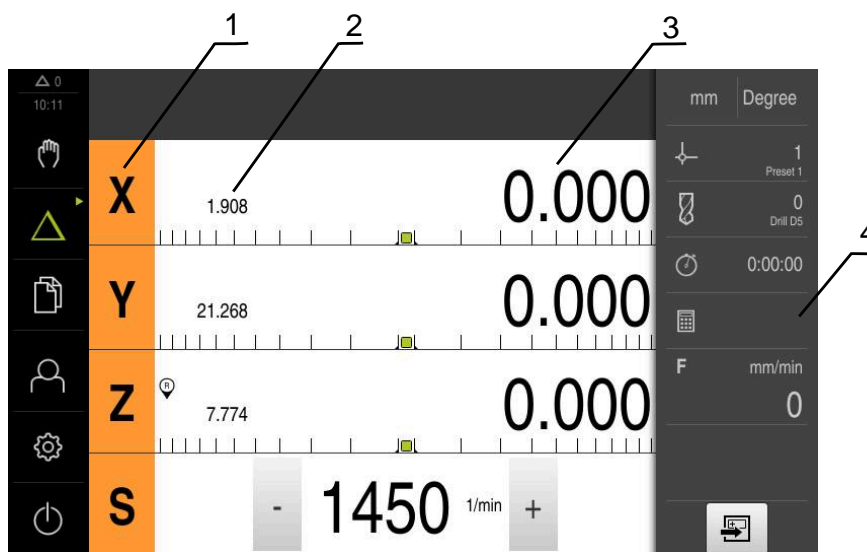 1 2 3
0
10:11
mm Degree
1
Preset 1
X 1.908 0.000
0
Drill D5
4
0:00:00
Y 21.268 0.000
F mm/min
0
R
Z 7.774 0.000
S - 1450 1/min +